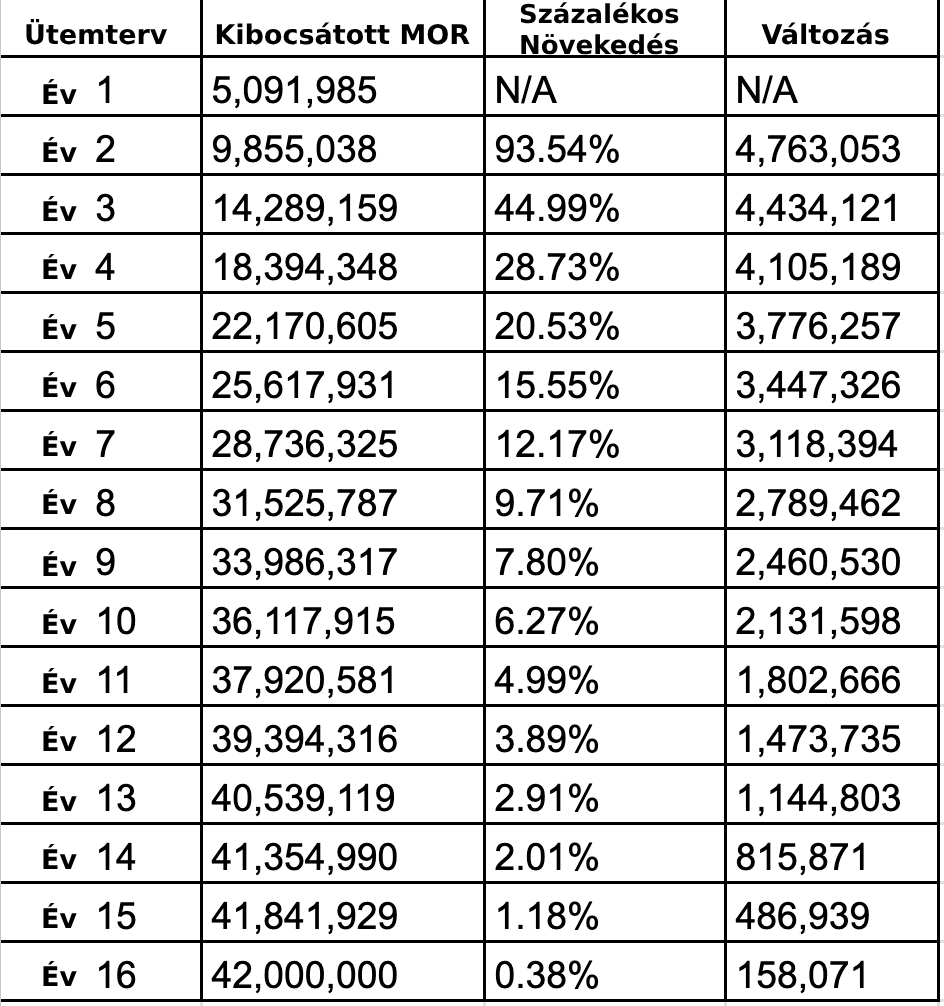 Ütemterv Kibocsátott MOR Százalékos Növekedés Változás
Év 1 5,091,985 N/A N/A
Év 2 9,855,038 93.54% 4,763,053
Év 3 14,289,159 44.99% 4,434,121
Év 4 18,394,348 28.73% 4,105,189
Év 5 22,170,605 20.53% 3,776,257
Év 6 25,617,931 15.55% 3,447,326
Év 7 28,736,325 12.17% 3,118,394
Év 8 31,525,787 9.71% 2,789,462
Év 9 33,986,317 7.80% 2,460,530
Év 10 36,117,915 6.27% 2,131,598
Év 11 37,920,581 4.99% 1,802,666
Év 12 39,394,316 3.89% 1,473,735
Év 13 40,539,119 2.91% 1,144,803
Év 14 41,354,990 2.01% 815,871
Év 15 41,841,929 1.18% 486,939
Év 16 42,000,000 0.38% 158,071